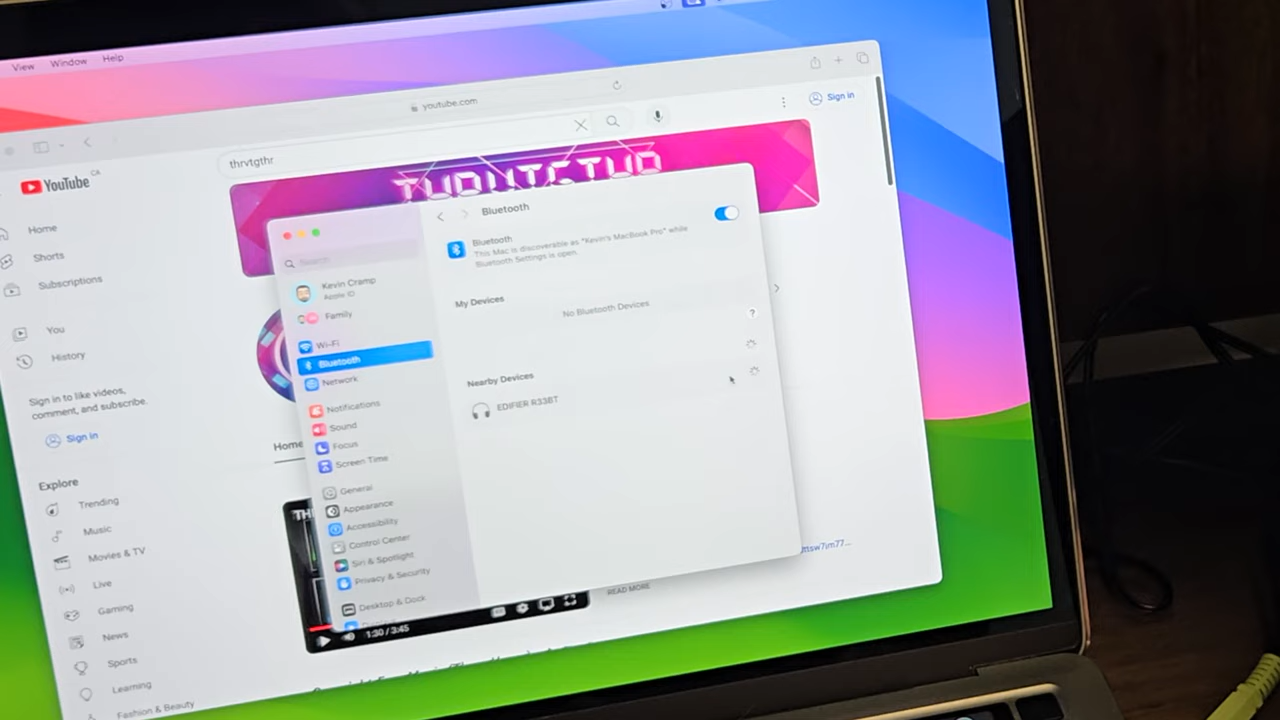 View Window Help
youtube.com
YouTube CA
thrvtgthr
Sign in
Home
Shorts
Subscriptions
You
History
Sign in to like videos,
comment, and subscribe.
Sign in
Explore
Trending
Music
Movies & TV
Live
Gaming
News
Sports
Learning
Fashion & Beauty
Home
1:30 / 3:45
READ MORE
Search
Kevin Cramp
Apple ID
Family
Wi-Fi
Bluetooth
Network
Notifications
Sound
Focus
Screen Time
General
Appearance
Accessibility
Control Center
Siri & Spotlight
Privacy & Security
Desktop & Dock
Bluetooth
Bluetooth
This Mac is discoverable as "Kevin's MacBook Pro" while
Bluetooth Settings is open.
My Devices
No Bluetooth Devices
?
Nearby Devices
EDIFIER R33BT